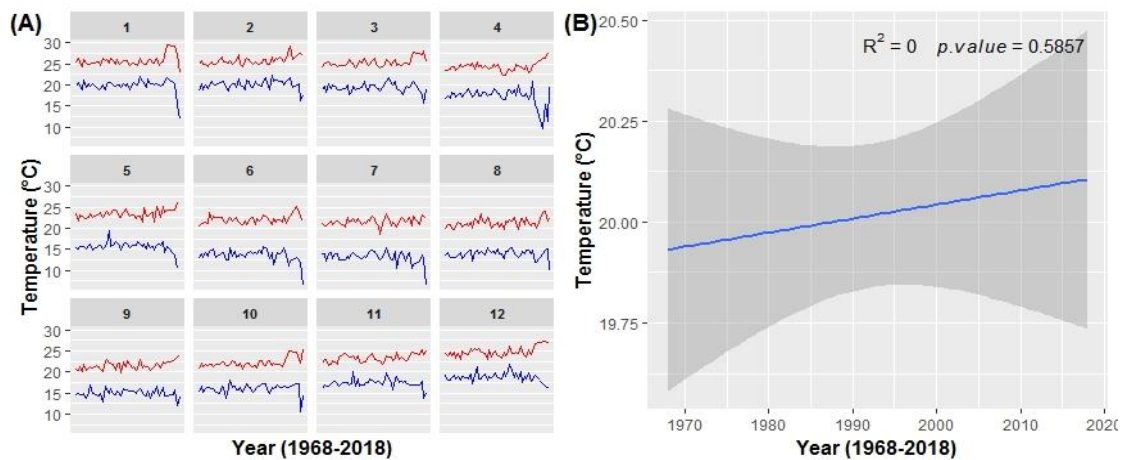 (A)
1 2 3 4
30
25
20
15
10
5 6 7 8
30
25
20
15
10
9 10 11 12
30
25
20
15
10
Temperature (°C)
Year (1968-2018)
(B)
R² = 0 p.value = 0.5857
20.50
20.25
20.00
19.75
Temperature (°C)
1970 1980 1990 2000 2010 2020
Year (1968-2018)